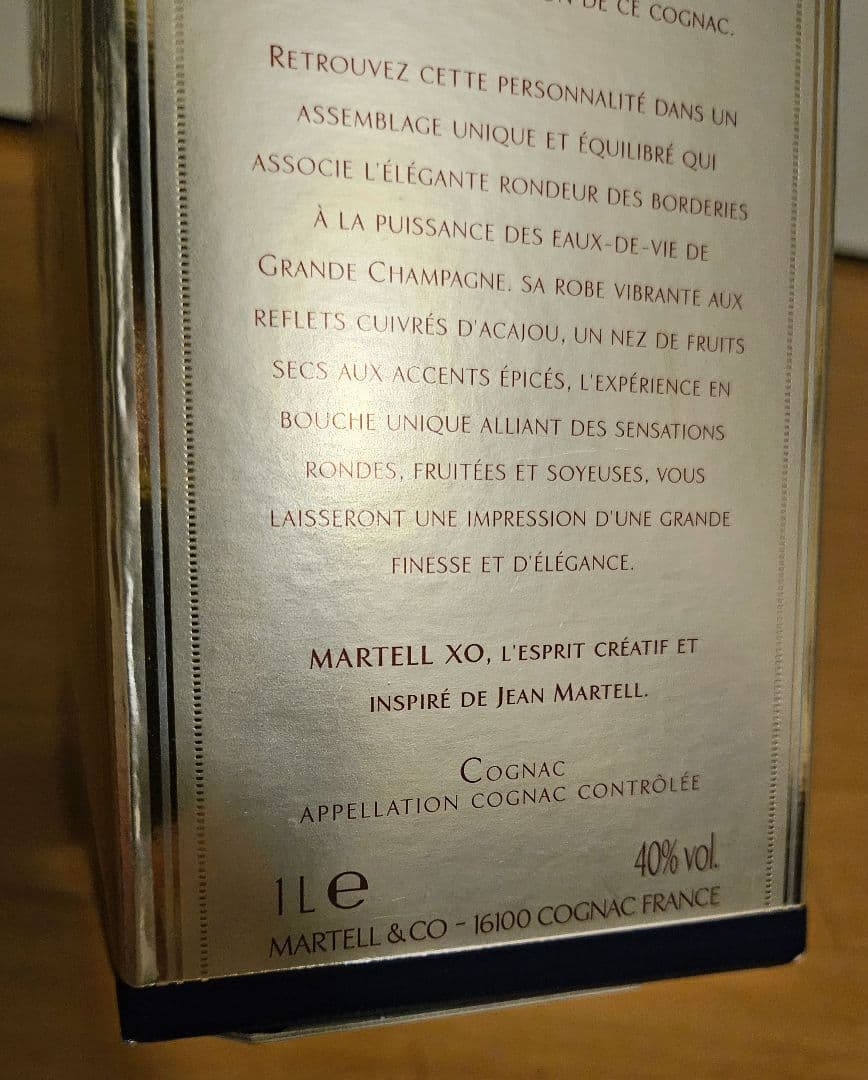 DE CE COGNAC.
RETROUVEZ CETTE PERSONNALITÉ DANS UN
ASSEMBLAGE UNIQUE ET ÉQUILIBRÉ QUI
ASSOCIE L'ÉLÉGANTE RONDEUR DES BORDERIES
À LA PUISSANCE DES EAUX-DE-VIE DE
GRANDE CHAMPAGNE. SA ROBE VIBRANTE AUX
REFLETS CUIVRÉS D'ACAJOU, UN NEZ DE FRUITS
SECS AUX ACCENTS ÉPICÉS, L'EXPÉRIENCE EN
BOUCHE UNIQUE ALLIANT DES SENSATIONS
RONDES, FRUITÉES ET SOYEUSES, VOUS
LAISSERONT UNE IMPRESSION D'UNE GRANDE
FINESSE ET D'ÉLÉGANCE.
MARTELL XO, L'ESPRIT CRÉATIF ET
INSPIRÉ DE JEAN MARTELL.
COGNAC
APPELLATION COGNAC CONTRÔLÉE
1L e
40% vol.
MARTELL & CO - 16100 COGNAC FRANCE